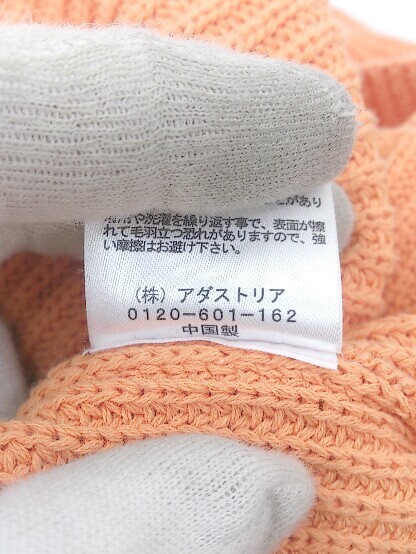 があり
着用や洗濯を繰り返す事で、表面が擦
れて毛羽立つ恐れがありますので、強
い摩擦はお避け下さい。
(株) アダストリア
0120-601-162
中国製